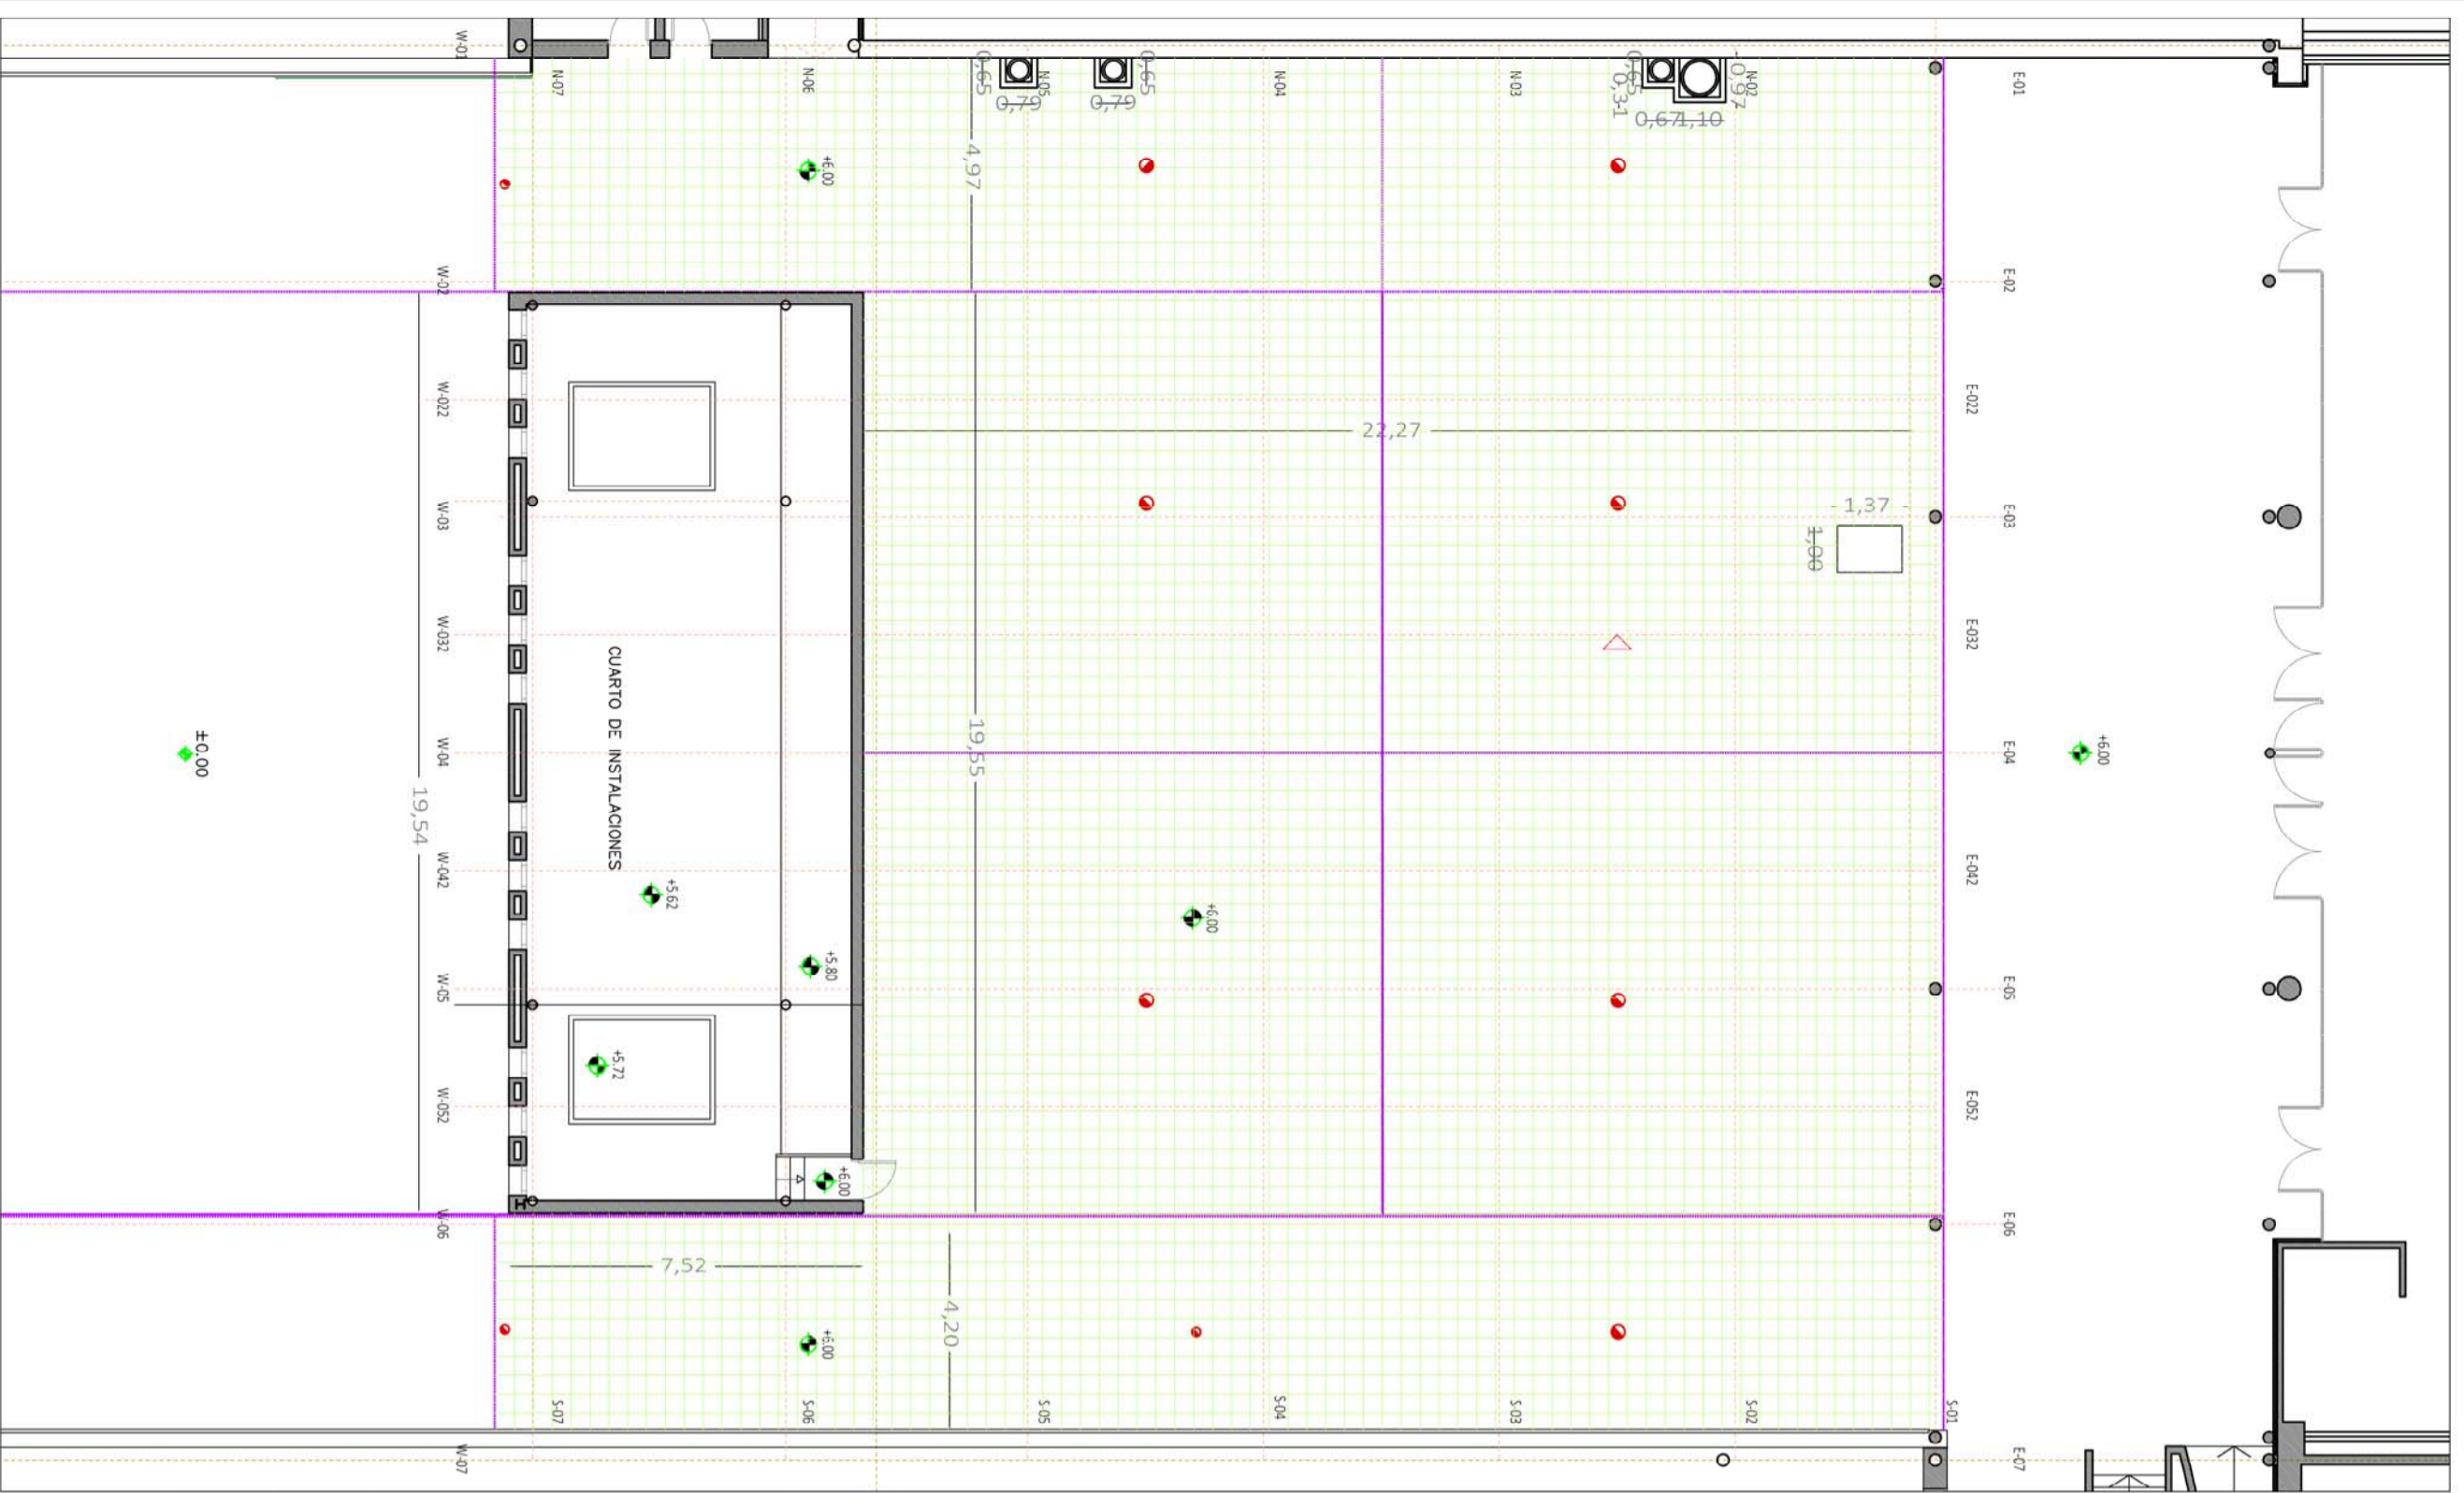 W-01
N-07
N-06
N-05
N-04
N-03
N-02
E-01
0,65
0,79
0,65
0,79
0,65
0,31
0,67
1,10
0,97
+6.00
4,97
W-02
E-02
W-022
E-022
22,27
W-03
E-03
1,37
1,00
W-032
E-032
CUARTO DE INSTALACIONES
±0.00
W-04
19,55
E-04
+6.00
19,54
W-042
E-042
+5.62
+6.00
+5.80
W-05
E-05
+5.72
W-052
E-052
+6.00
W-06
E-06
7,52
4,20
+6.00
S-07
S-06
S-05
S-04
S-03
S-02
S-01
W-07
E-07